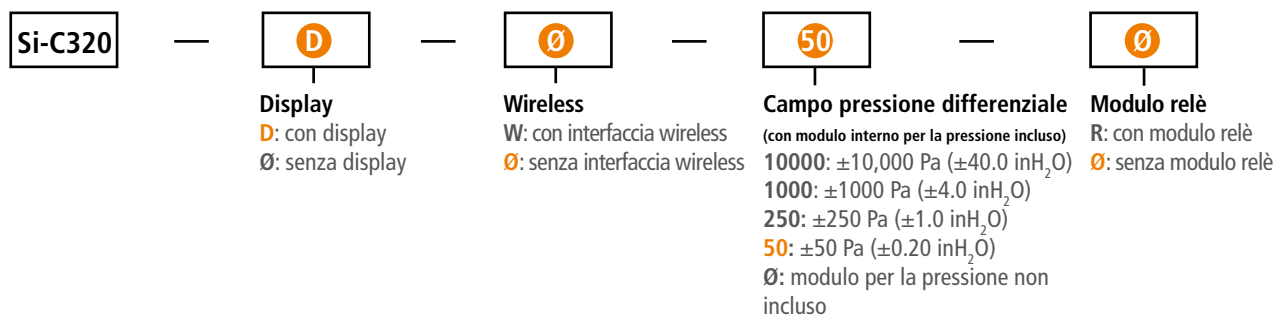 Si-C320 — D — Ø — 50 — Ø
Display
D: con display
Ø: senza display
Wireless
W: con interfaccia wireless
Ø: senza interfaccia wireless
Campo pressione differenziale
(con modulo interno per la pressione incluso)
10000: ±10,000 Pa (±40.0 inH₂O)
1000: ±1000 Pa (±4.0 inH₂O)
250: ±250 Pa (±1.0 inH₂O)
50: ±50 Pa (±0.20 inH₂O)
Ø: modulo per la pressione non
incluso
Modulo relè
R: con modulo relè
Ø: senza modulo relè